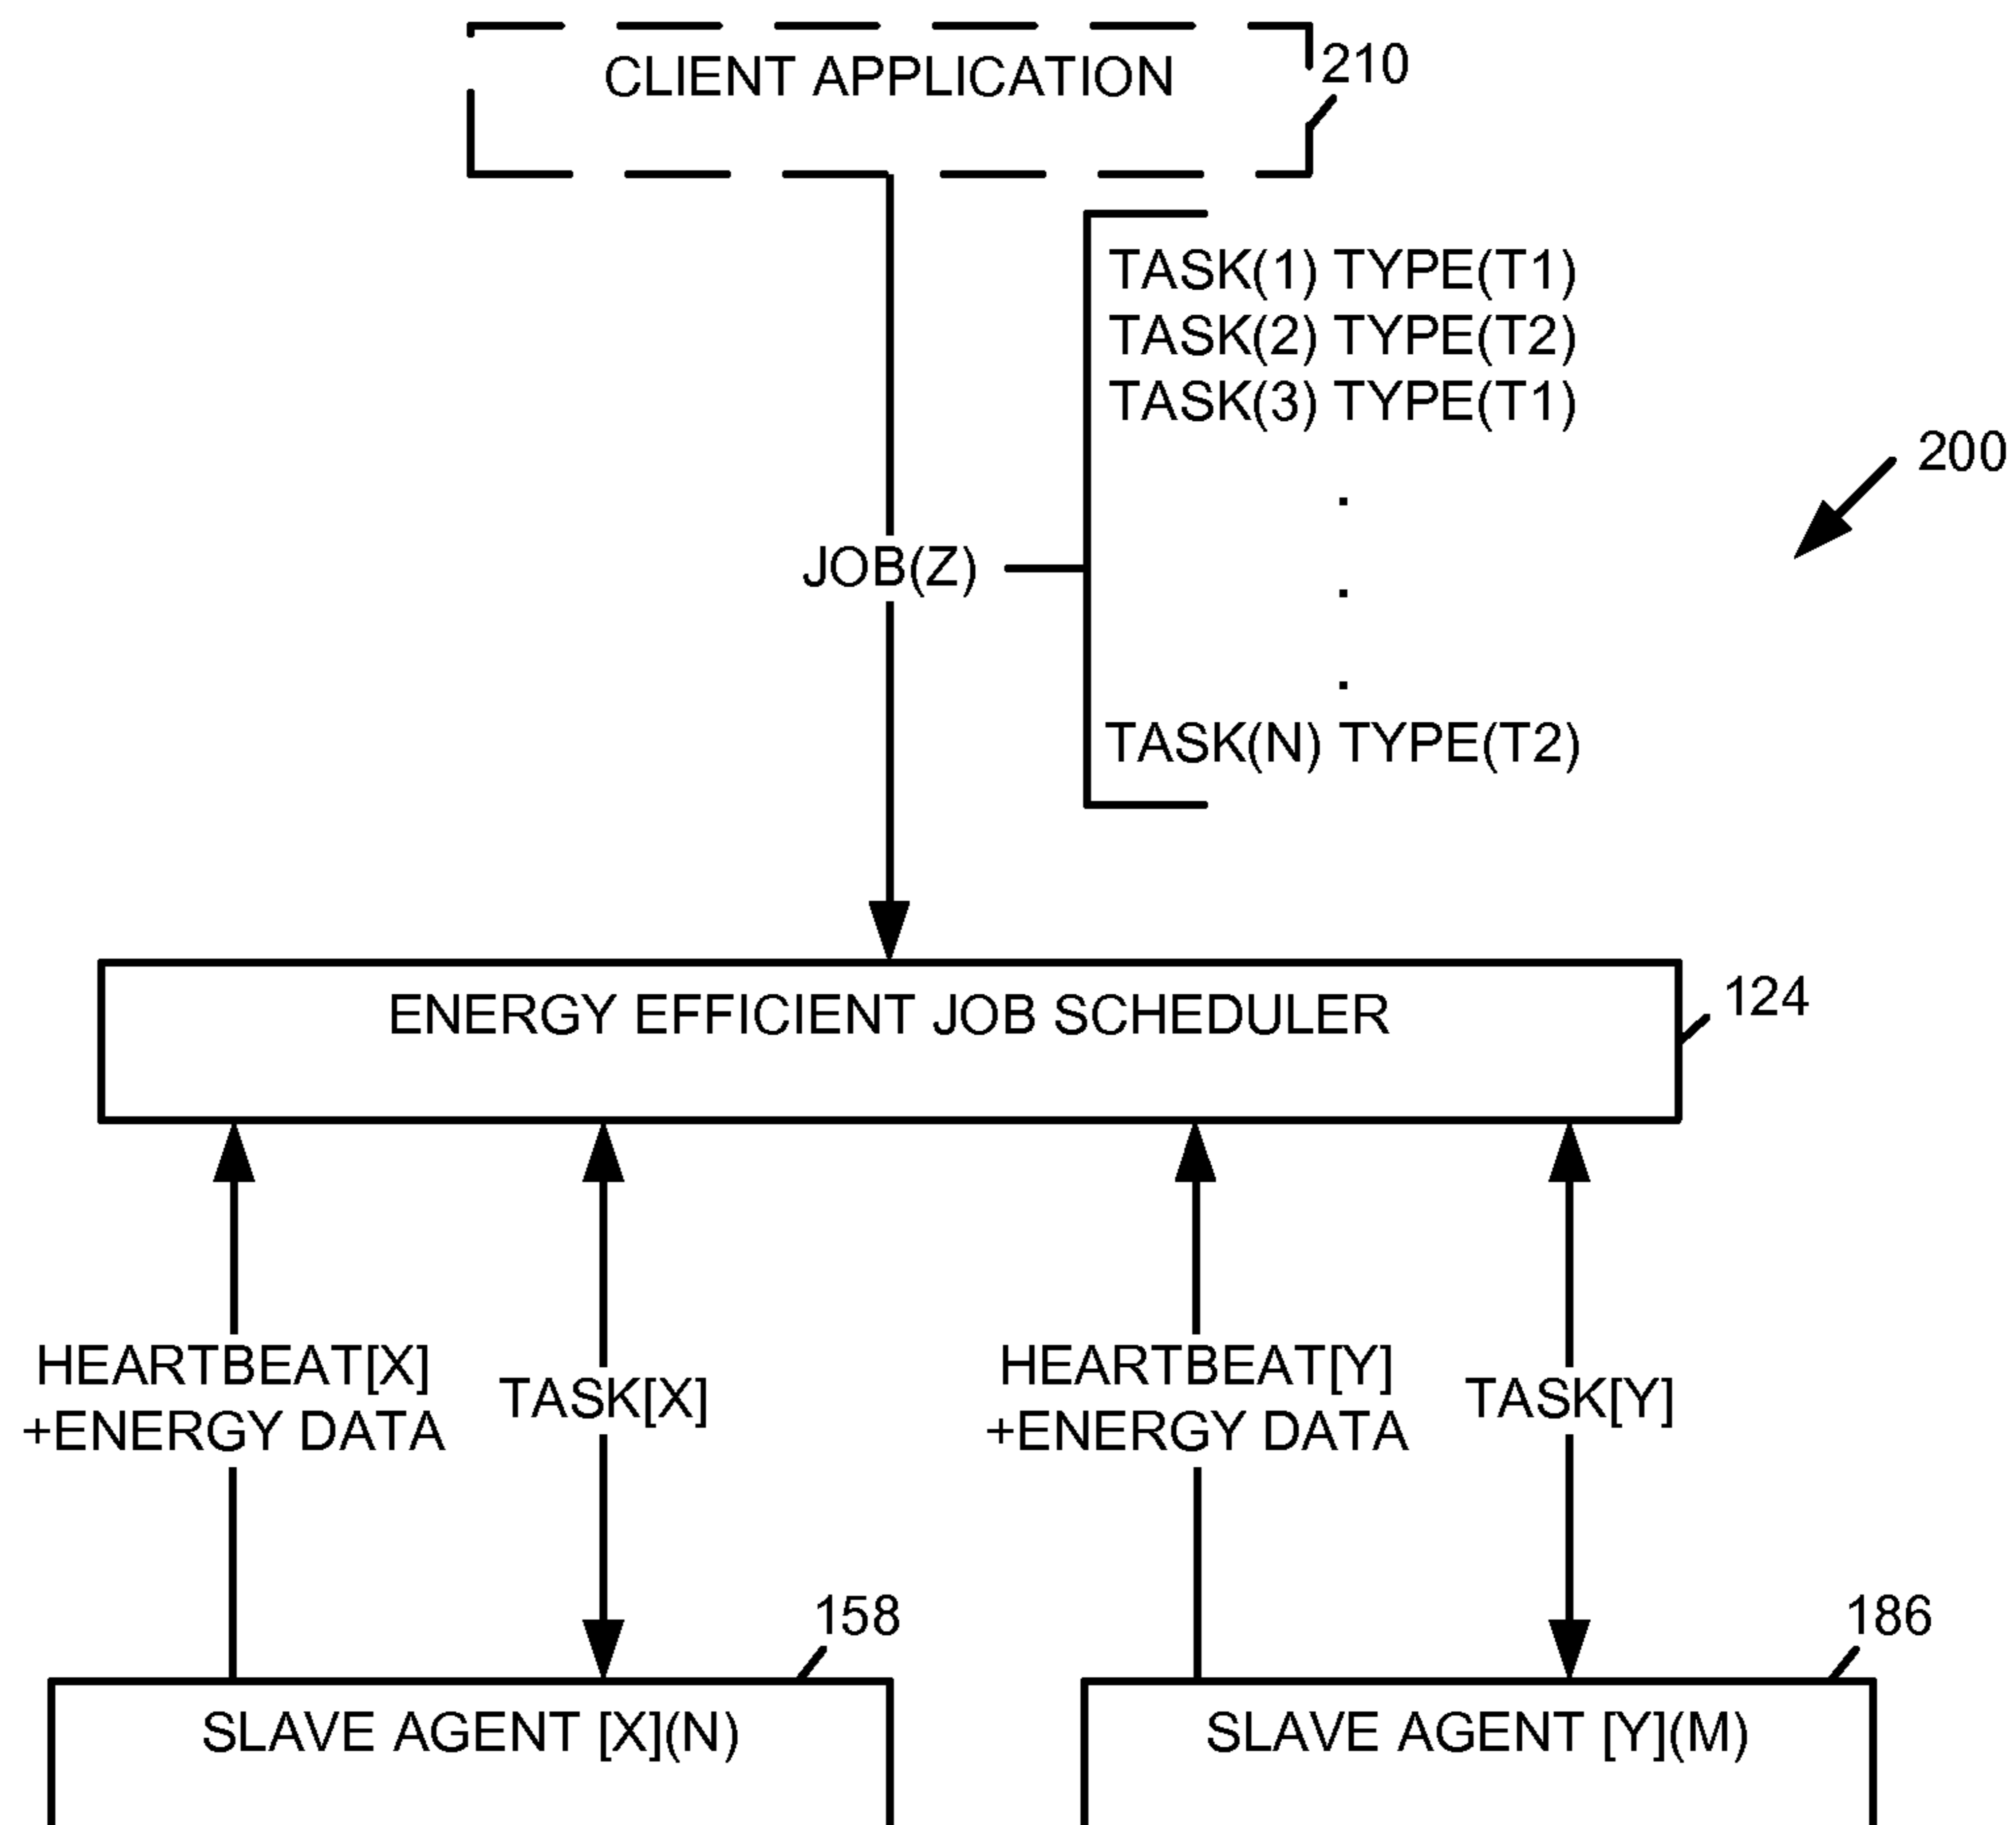 CLIENT APPLICATION
210
TASK(1) TYPE(T1)
TASK(2) TYPE(T2)
TASK(3) TYPE(T1)
.
.
.
TASK(N) TYPE(T2)
200
JOB(Z)
ENERGY EFFICIENT JOB SCHEDULER
124
HEARTBEAT[X]
+ENERGY DATA
TASK[X]
HEARTBEAT[Y]
+ENERGY DATA
TASK[Y]
158
186
SLAVE AGENT [X](N)
SLAVE AGENT [Y](M)